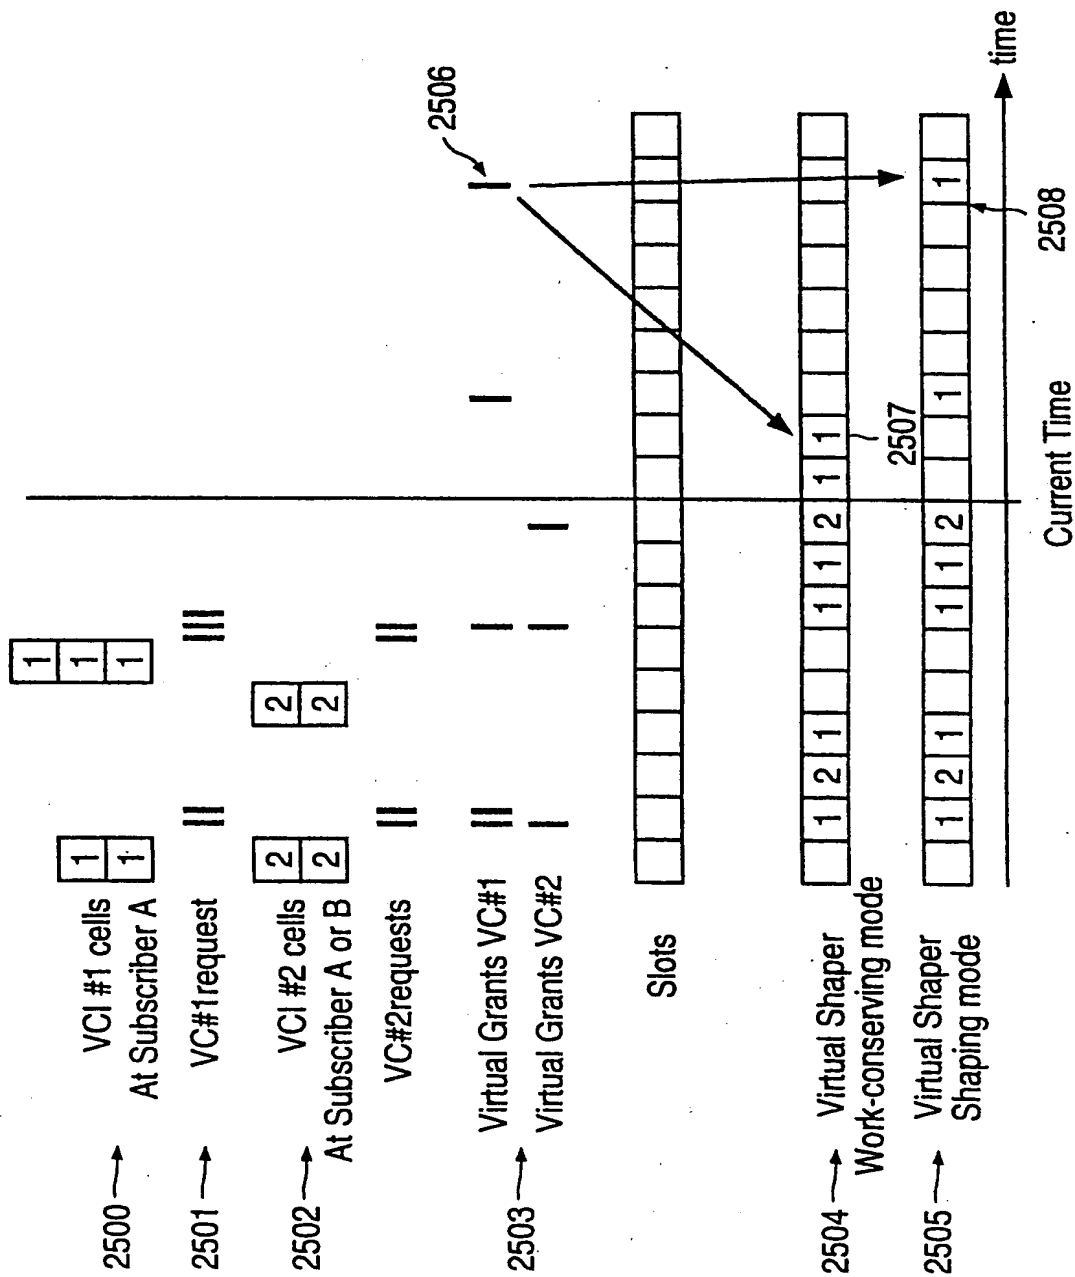 1
VCI #1 cells 1 1
2500 At Subscriber A 1 1
2501 VC#1request
VCI #2 cells 2 2
2502 At Subscriber A or B 2 2
VC#2requests
2506
Virtual Grants VC#1
2503
Virtual Grants VC#2
Slots
2504 Virtual Shaper 1 2 1 1 1 2 1 1
Work-conserving mode
2507
2505 Virtual Shaper 1 2 1 1 1 2 1 1
Shaping mode
2508
time
Current Time